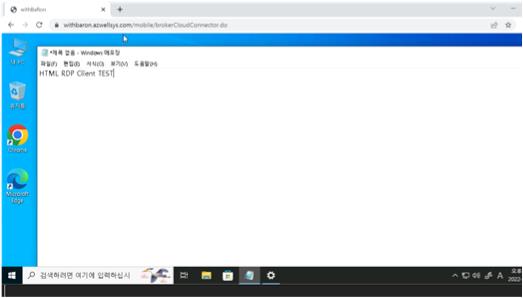 withBaron
withbaron.azwellsys.com/mobile/brokerCloudConnector.do
*제목 없음 - Windows 메모장
파일(F) 편집(E) 서식(O) 보기(V) 도움말(H)
HTML RDP Client TEST
내 PC
휴지통
Chrome
Microsoft
Edge
검색하려면 여기에 입력하십시
A
오후
2022-